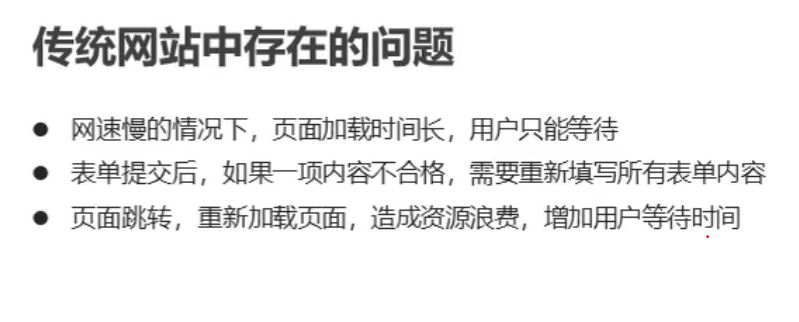 传统网站中存在的问题
● 网速慢的情况下，页面加载时间长，用户只能等待
● 表单提交后，如果一项内容不合格，需要重新填写所有表单内容
● 页面跳转，重新加载页面，造成资源浪费，增加用户等待时间